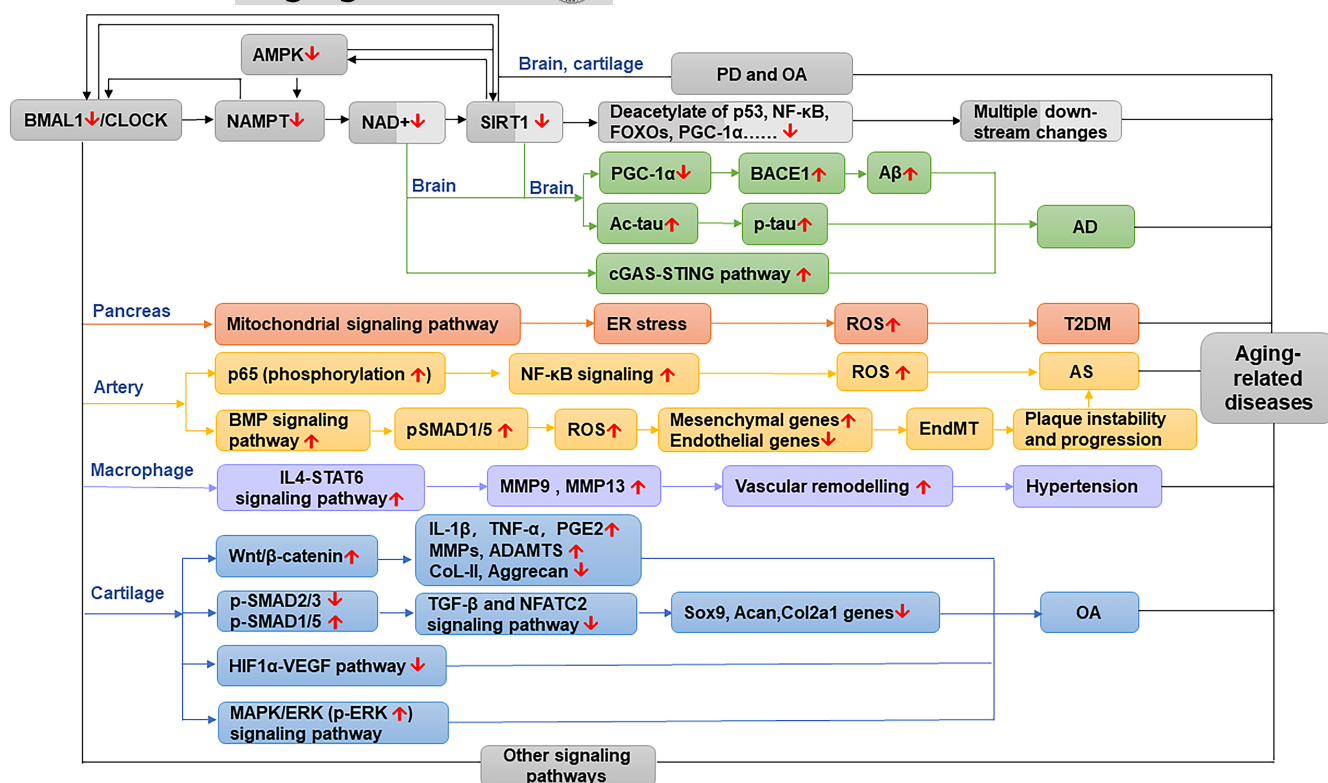 AMPK↓
Brain, cartilage
PD and OA
BMAL1↓/CLOCK
NAMPT↓
NAD+↓
SIRT1 ↓
Deacetylate of p53, NF-κB,
FOXOs, PGC-1α...... ↓
Multiple down-
stream changes
Brain
Brain
PGC-1α↓
BACE1↑
Aβ↑
Ac-tau↑
p-tau↑
AD
cGAS-STING pathway ↑
Pancreas
Mitochondrial signaling pathway
ER stress
ROS↑
T2DM
Aging-
related
diseases
Artery
p65 (phosphorylation ↑)
NF-κB signaling ↑
ROS ↑
AS
BMP signaling
pathway ↑
pSMAD1/5 ↑
ROS↑
Mesenchymal genes↑
Endothelial genes↓
EndMT
Plaque instability
and progression
Macrophage
IL4-STAT6
signaling pathway↑
MMP9 , MMP13 ↑
Vascular remodelling ↑
Hypertension
Cartilage
Wnt/β-catenin↑
IL-1β, TNF-α, PGE2↑
MMPs, ADAMTS ↑
CoL-II, Aggrecan ↓
p-SMAD2/3 ↓
p-SMAD1/5 ↑
TGF-β and NFATC2
signaling pathway ↓
Sox9, Acan,Col2a1 genes↓
OA
HIF1α-VEGF pathway ↓
MAPK/ERK (p-ERK ↑)
signaling pathway
Other signaling
pathways